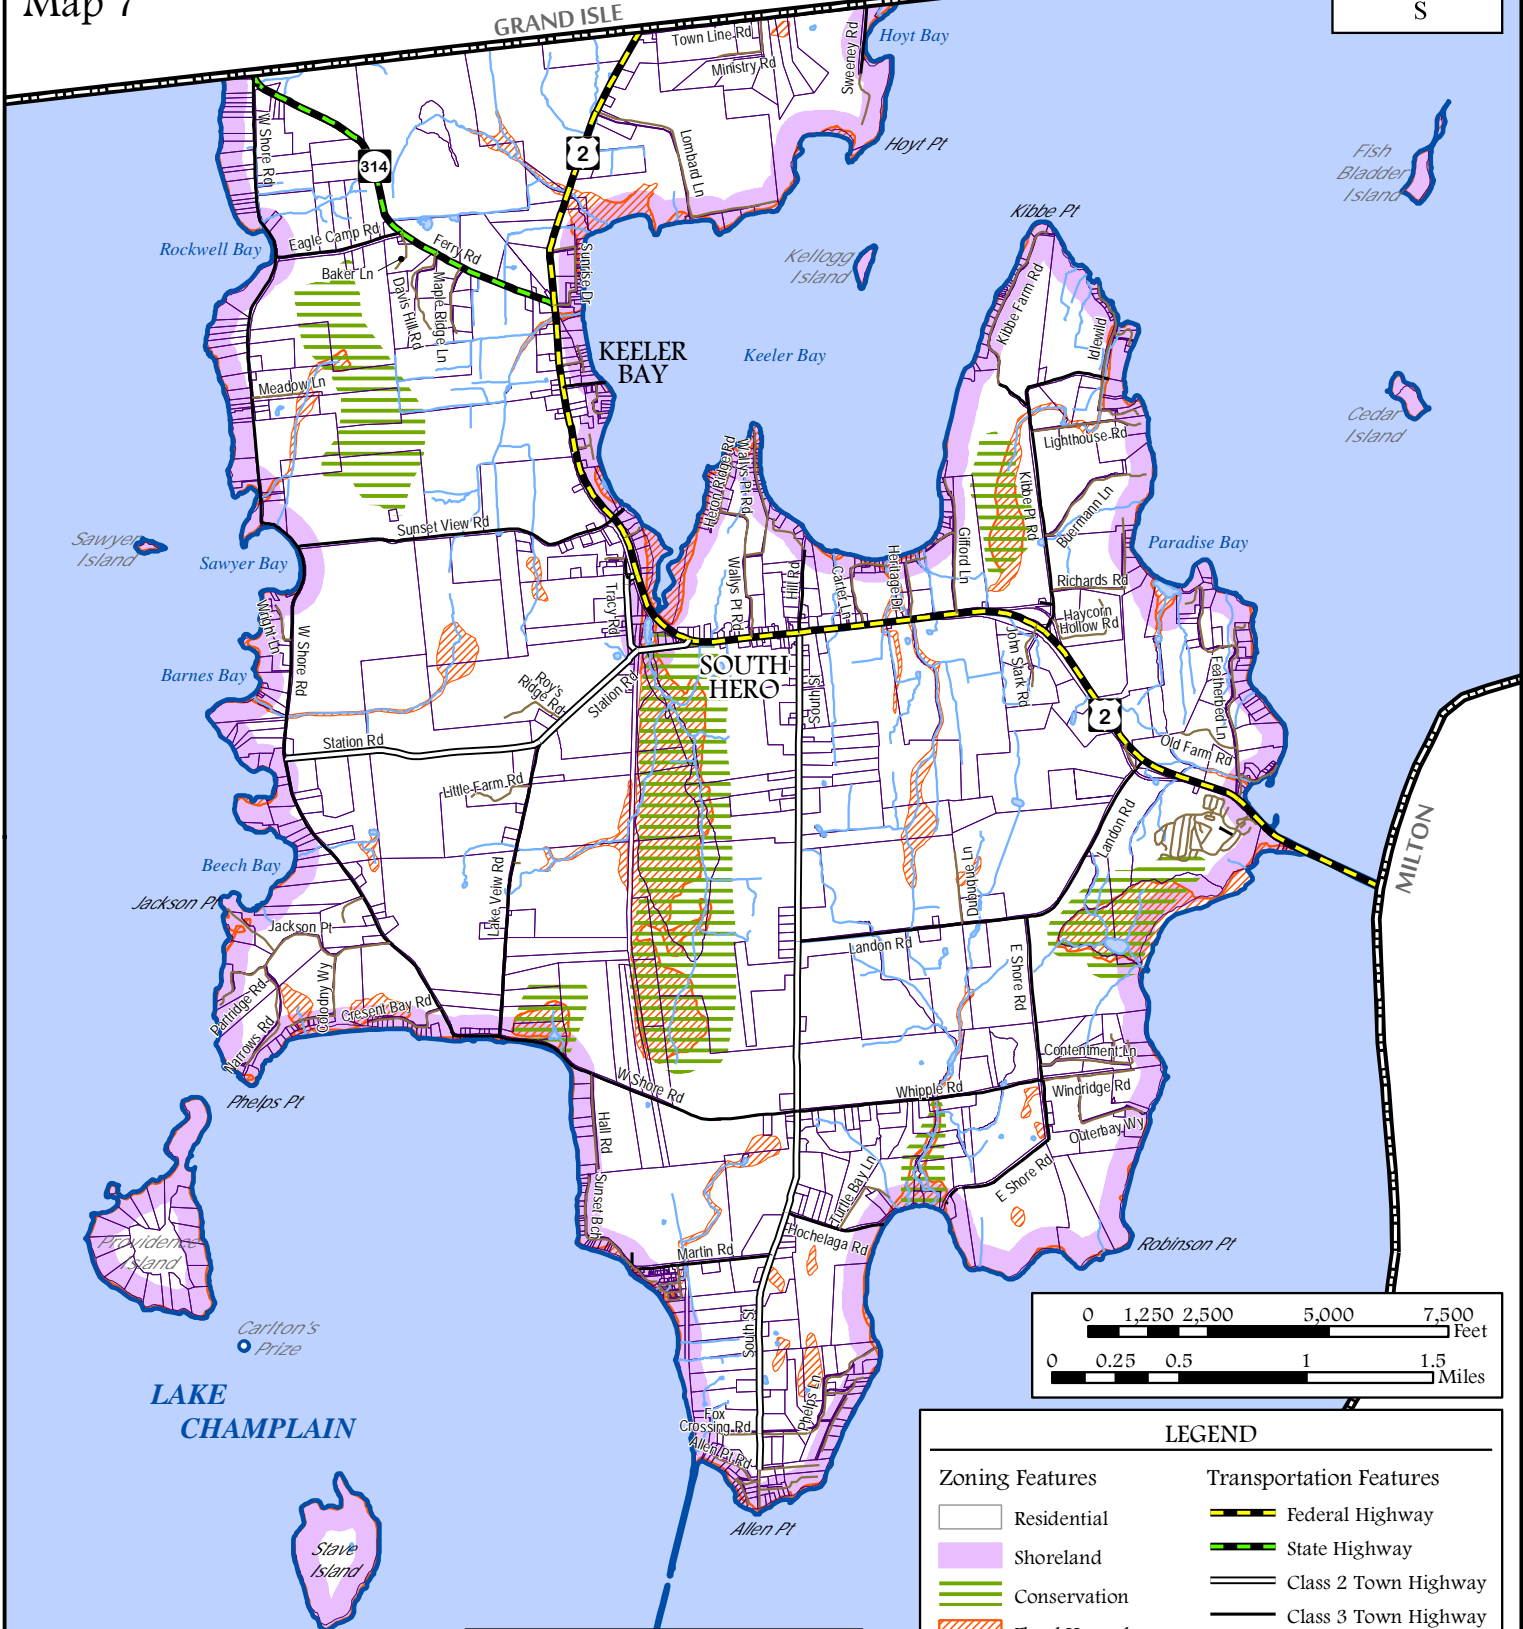 Map 7
GRAND ISLE
S
Town Line Rd
Sweeney Rd
Hoyt Bay
Ministry Rd
W Shore Rd
314
2
Lombard Ln
Hoyt Pt
Fish
Bladder
Island
Kibbe Pt
Rockwell Bay
Eagle Camp Rd
Ferry Rd
Sunrise Dr
Kellogg
Island
Baker Ln
Davis Hill Rd
Maple Ridge Ln
Kibbe Farm Rd
Idlewild
KEELER
BAY
Keeler Bay
Meadow Ln
Cedar
Island
Heron Ridge Rd
Wallys Pt Rd
Lighthouse Rd
Kibbe Pt Rd
Buermann Ln
Sunset View Rd
Sawyer
Island
Sawyer Bay
Paradise Bay
Wallys Pt Rd
Hill Rd
Carter Ln
Heritage Dr
Gifford Ln
Richards Rd
Haycorn
Hollow Rd
Tracy Rd
Wright Ln
W Shore Rd
John Stark Rd
Featherbed Ln
Barnes Bay
SOUTH
HERO
Roy's
Ridge Rd
Station Rd
South St
2
Station Rd
Old Farm Rd
Little Farm Rd
Landon Rd
MILTON
Beech Bay
Lake Veiw Rd
Dubuque Ln
Jackson Pt
Jackson Pt
Landon Rd
E Shore Rd
Colodny Wy
Partridge Rd
Cresent Bay Rd
Narrows Rd
Contentment Ln
Phelps Pt
W Shore Rd
Whipple Rd
Windridge Rd
Hall Rd
Outerbay Wy
Turtle Bay Ln
E Shore Rd
Sunset Bch
Providence
Island
Martin Rd
Hochelaga Rd
Robinson Pt
Carlton's
Prize
South St
0 1,250 2,500 5,000 7,500
Feet
0 0.25 0.5 1 1.5
Miles
LAKE
CHAMPLAIN
Phelps Ln
Fox
Crossing Rd
Allen Pt Rd
Allen Pt
Stave
Island
LEGEND
Zoning Features
Transportation Features
Residential
Federal Highway
Shoreland
State Highway
Conservation
Class 2 Town Highway
Class 3 Town Highway